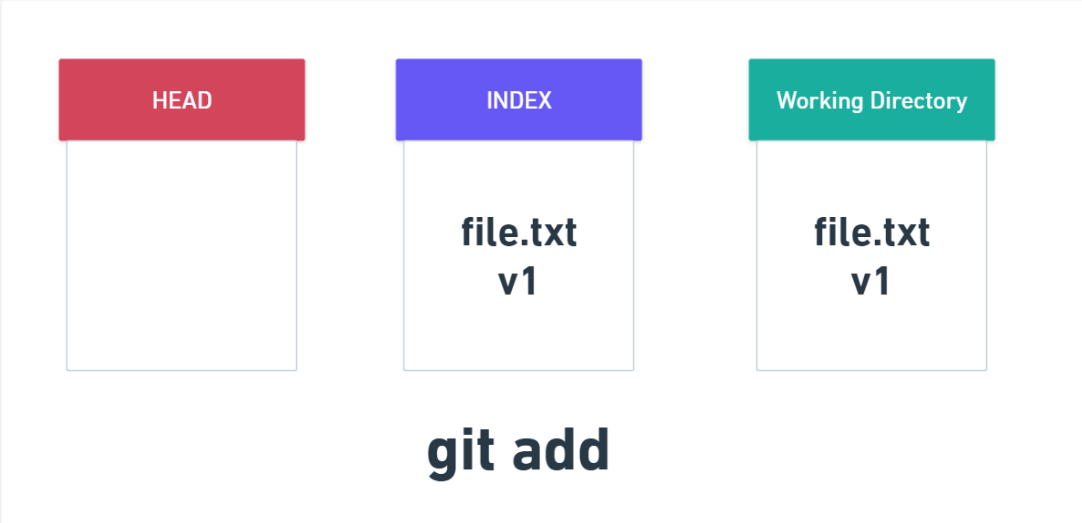 HEAD
INDEX
Working Directory
file.txt
v1
file.txt
v1
git add